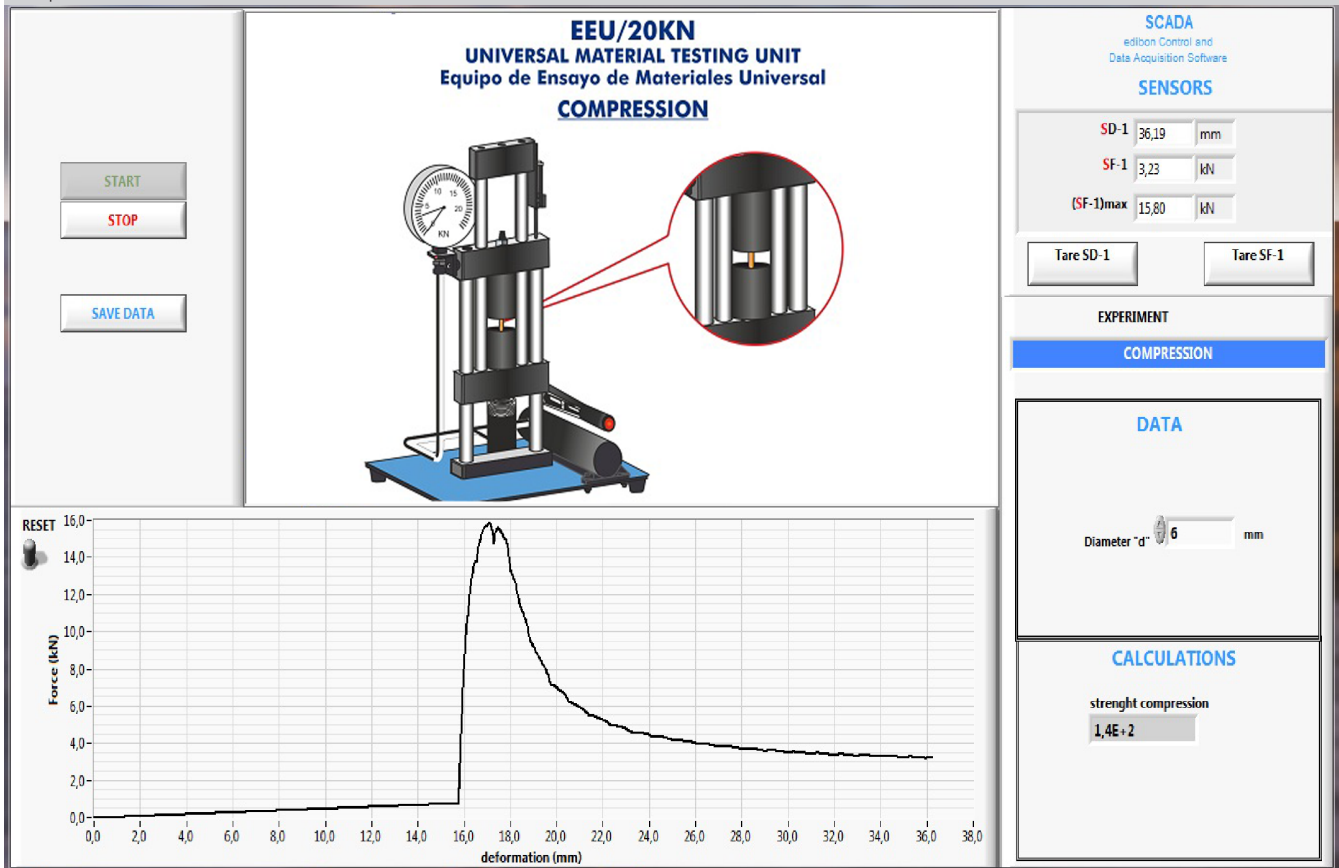 EEU/20KN
UNIVERSAL MATERIAL TESTING UNIT
Equipo de Ensayo de Materiales Universal
COMPRESSION
START
STOP
SAVE DATA
5
10
15
20
KN
SCADA
edibon Control and
Data Acquisition Software
SENSORS
SD-1 36,19 mm
SF-1 3,23 kN
(SF-1)max 15,80 kN
Tare SD-1 Tare SF-1
EXPERIMENT
COMPRESSION
DATA
Diameter "d" 6 mm
CALCULATIONS
strenght compression
1,4E+2
RESET
Force (kN)
16,0
14,0
12,0
10,0
8,0
6,0
4,0
2,0
0,0
0,0 2,0 4,0 6,0 8,0 10,0 12,0 14,0 16,0 18,0 20,0 22,0 24,0 26,0 28,0 30,0 32,0 34,0 36,0 38,0
deformation (mm)